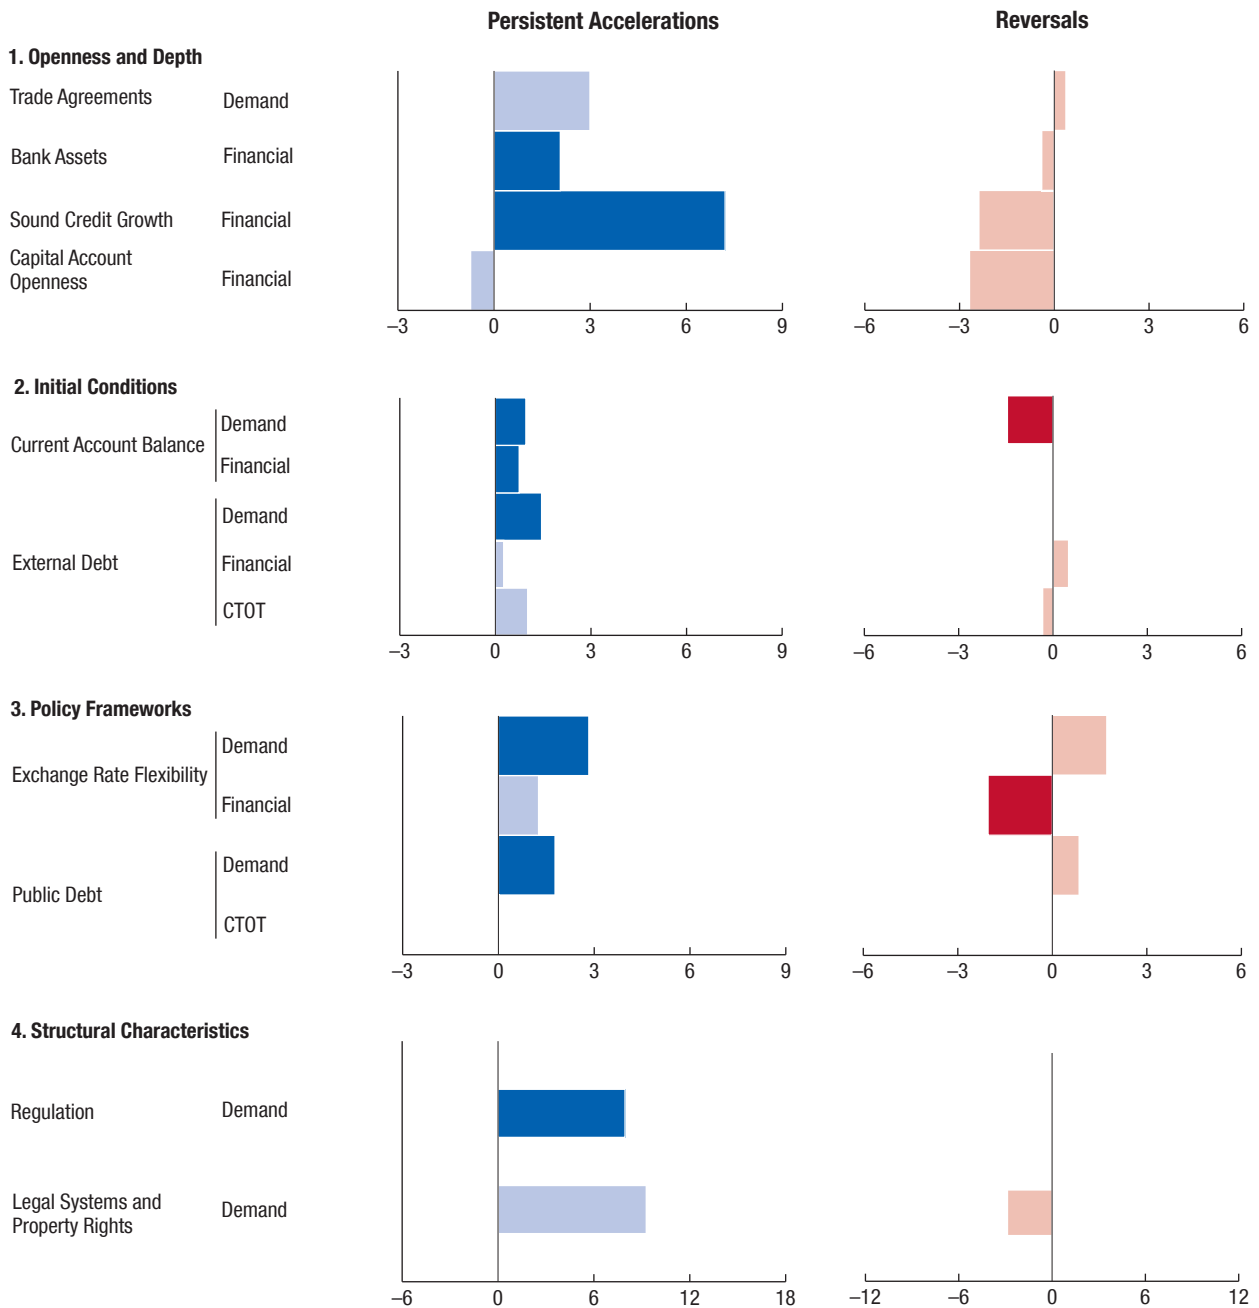 Persistent Accelerations
Reversals
1. Openness and Depth
Trade Agreements Demand
Bank Assets Financial
Sound Credit Growth Financial
Capital Account
Openness Financial
–3 0 3 6 9
–6 –3 0 3 6
2. Initial Conditions
Current Account Balance
Demand
Financial
External Debt
Demand
Financial
CTOT
–3 0 3 6 9
–6 –3 0 3 6
3. Policy Frameworks
Exchange Rate Flexibility
Demand
Financial
Public Debt
Demand
CTOT
–3 0 3 6 9
–6 –3 0 3 6
4. Structural Characteristics
Regulation Demand
Legal Systems and
Property Rights Demand
–6 0 6 12 18
–12 –6 0 6 12